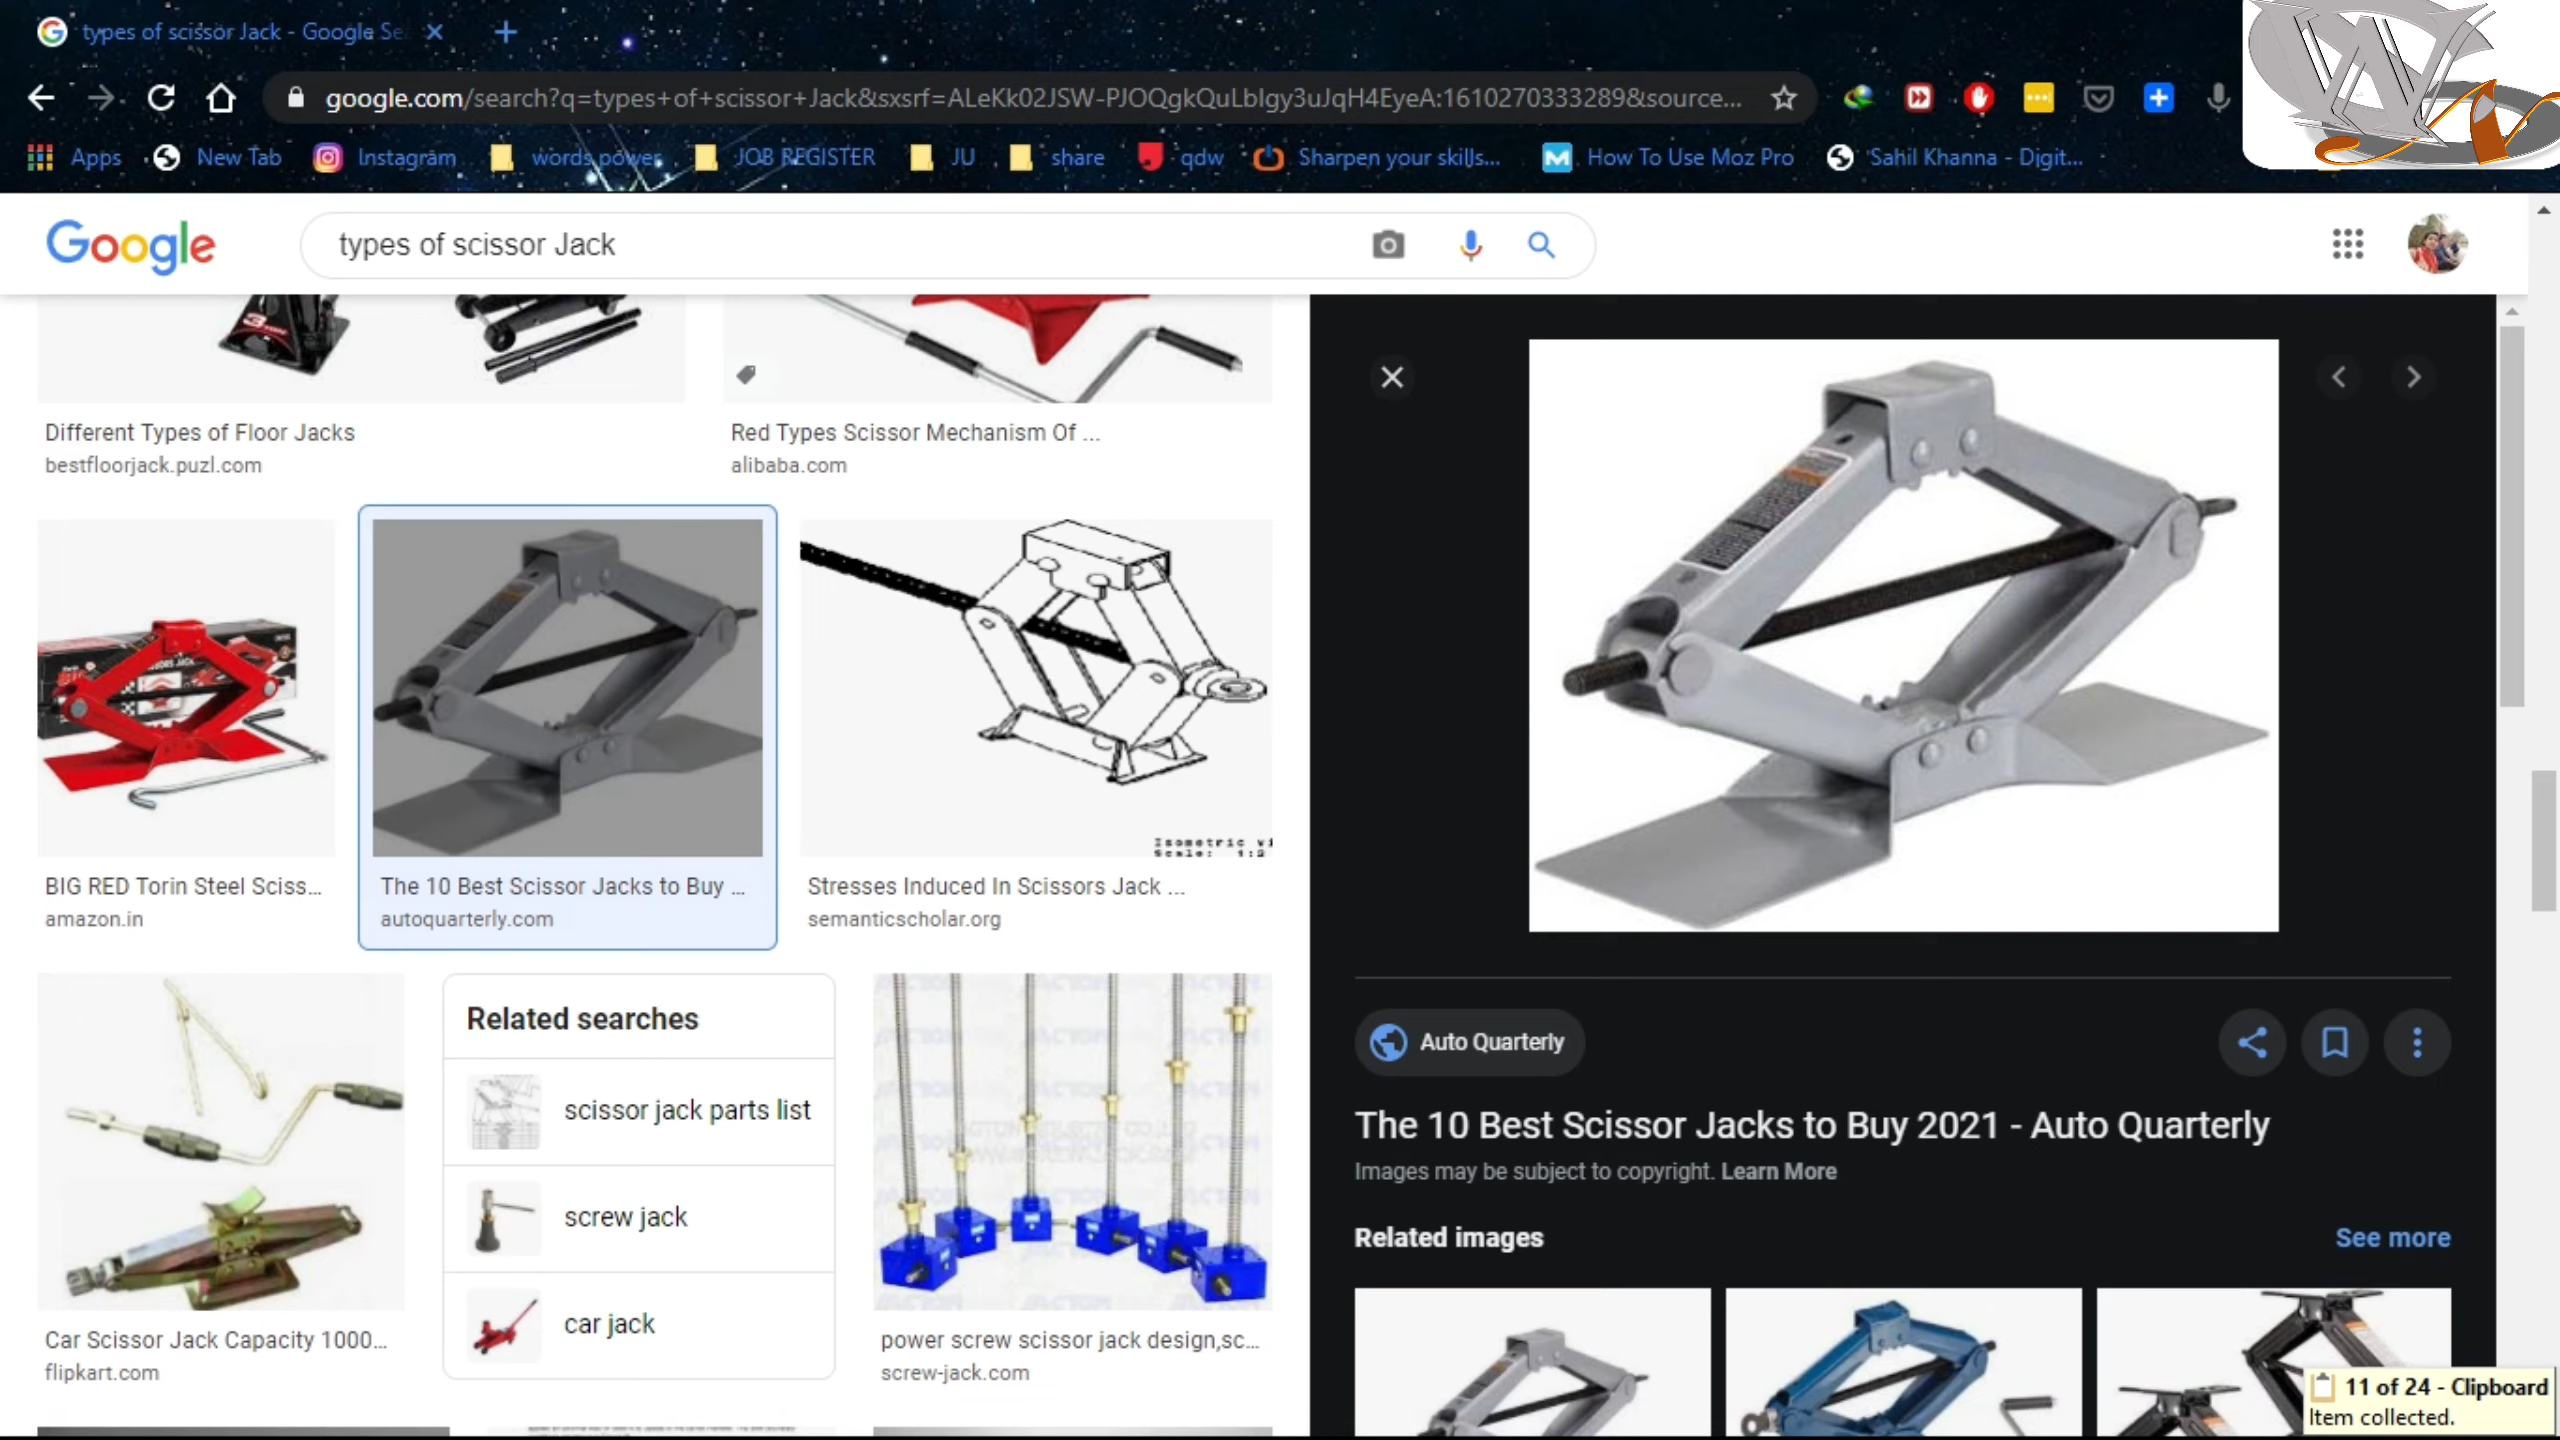 types of scissor Jack - Google Se
google.com/search?q=types+of+scissor+Jack&sxsrf=ALeKk02JSW-PJOQgkQuLbIgy3uJqH4EyeA:1610270333289&source...
Apps
New Tab
Instagram
words power
JOB REGISTER
JU
share
qdw
Sharpen your skills...
How To Use Moz Pro
Sahil Khanna - Digit...
Google
types of scissor Jack
Different Types of Floor Jacks
bestfloorjack.puzl.com
Red Types Scissor Mechanism Of ...
alibaba.com
BIG RED Torin Steel Sciss...
amazon.in
The 10 Best Scissor Jacks to Buy ...
autoquarterly.com
Isometric vi
Scale: 1:2
Stresses Induced In Scissors Jack ...
semanticscholar.org
Car Scissor Jack Capacity 1000...
flipkart.com
Related searches
scissor jack parts list
screw jack
car jack
power screw scissor jack design,sc...
screw-jack.com
Auto Quarterly
The 10 Best Scissor Jacks to Buy 2021 - Auto Quarterly
Images may be subject to copyright. Learn More
Related images
See more
11 of 24 - Clipboard
Item collected.